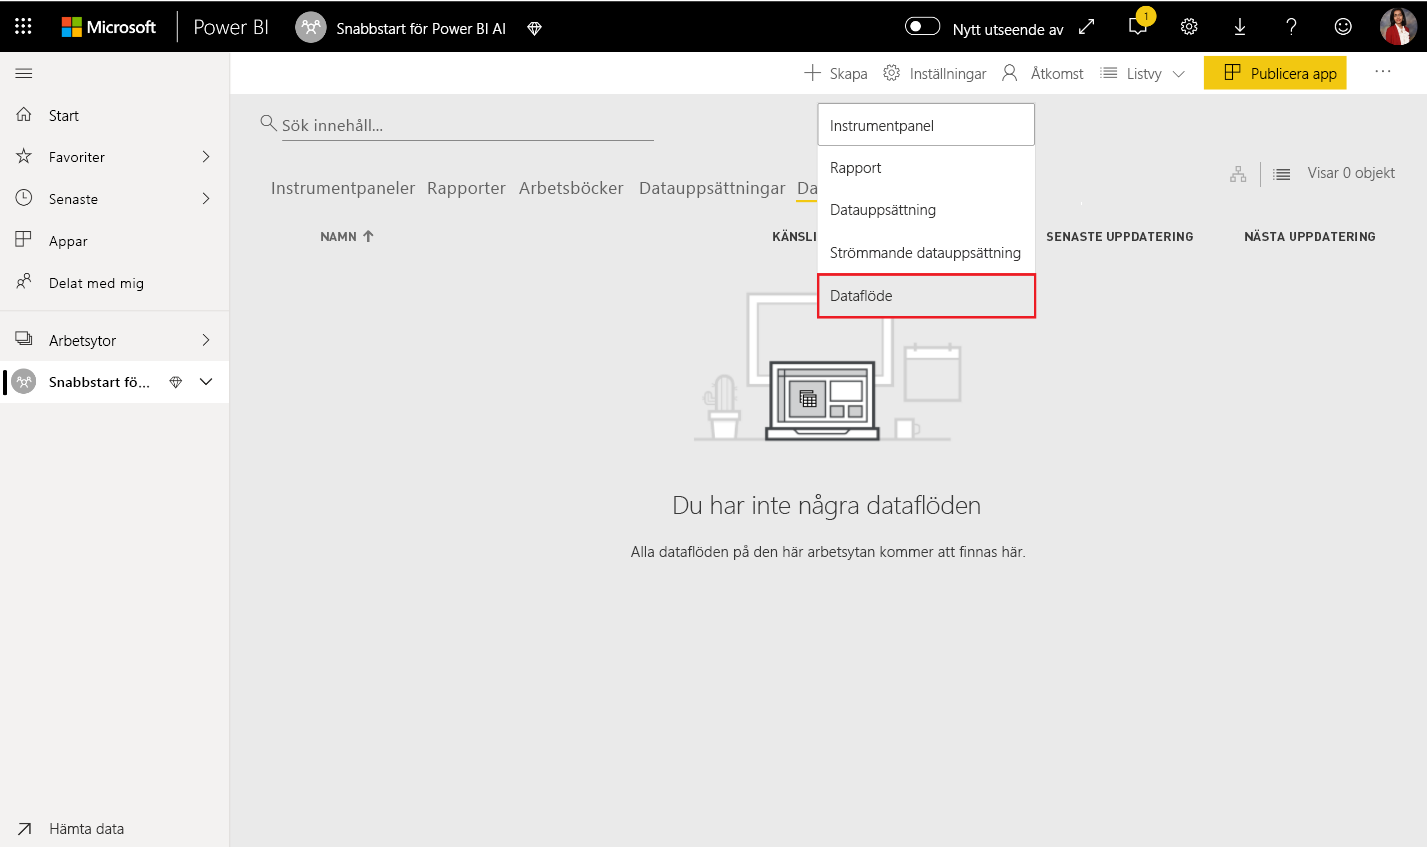 Microsoft Power BI Snabbstart för Power BI AI Nytt utseende av 1
Skapa Inställningar Åtkomst Listvy Publicera app ...
Start
Favoriter
Senaste
Appar
Delat med mig
Arbetsytor
Snabbstart fö...
Hämta data
Sök innehåll...
Instrumentpanel
Rapport
Datauppsättning
Strömmande datauppsättning
Dataflöde
Visar 0 objekt
Instrumentpaneler Rapporter Arbetsböcker Datauppsättningar Da
NAMN KÄNSLI SENASTE UPPDATERING NÄSTA UPPDATERING
Du har inte några dataflöden
Alla dataflöden på den här arbetsytan kommer att finnas här.